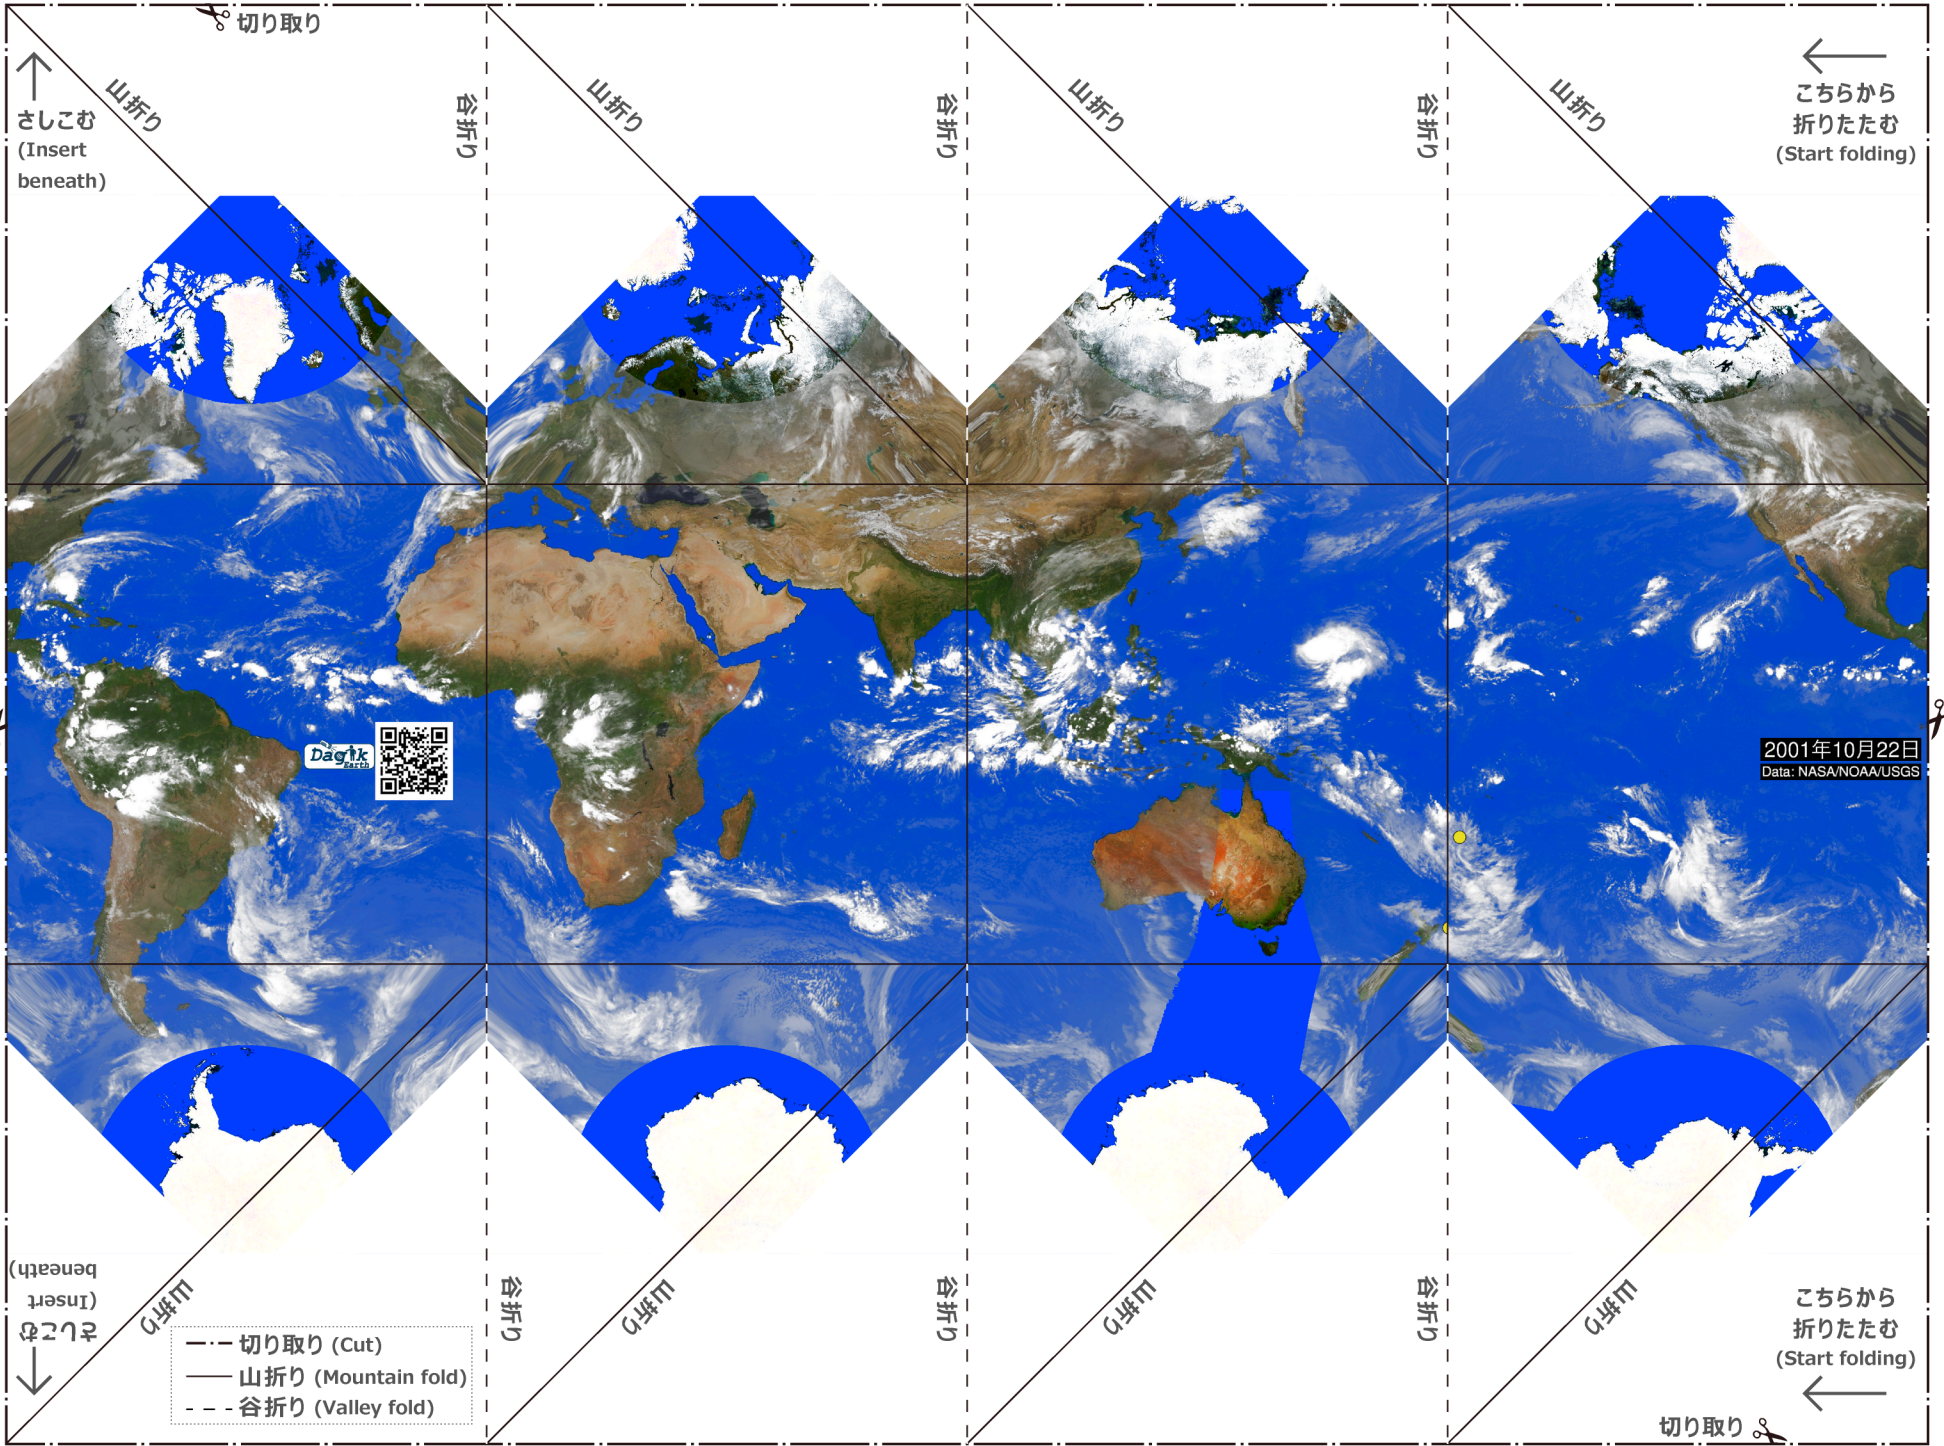 切り取り
山折り
谷折り
山折り
谷折り
山折り
谷折り
山折り
さしこむ
(Insert
beneath)
こちらから
折りたたむ
(Start folding)
Dagik
Earth
2001年10月22日
Data: NASA/NOAA/USGS
さしこむ
(Insert
beneath)
山折り
谷折り
山折り
谷折り
山折り
谷折り
山折り
切り取り (Cut)
山折り (Mountain fold)
谷折り (Valley fold)
こちらから
折りたたむ
(Start folding)
切り取り